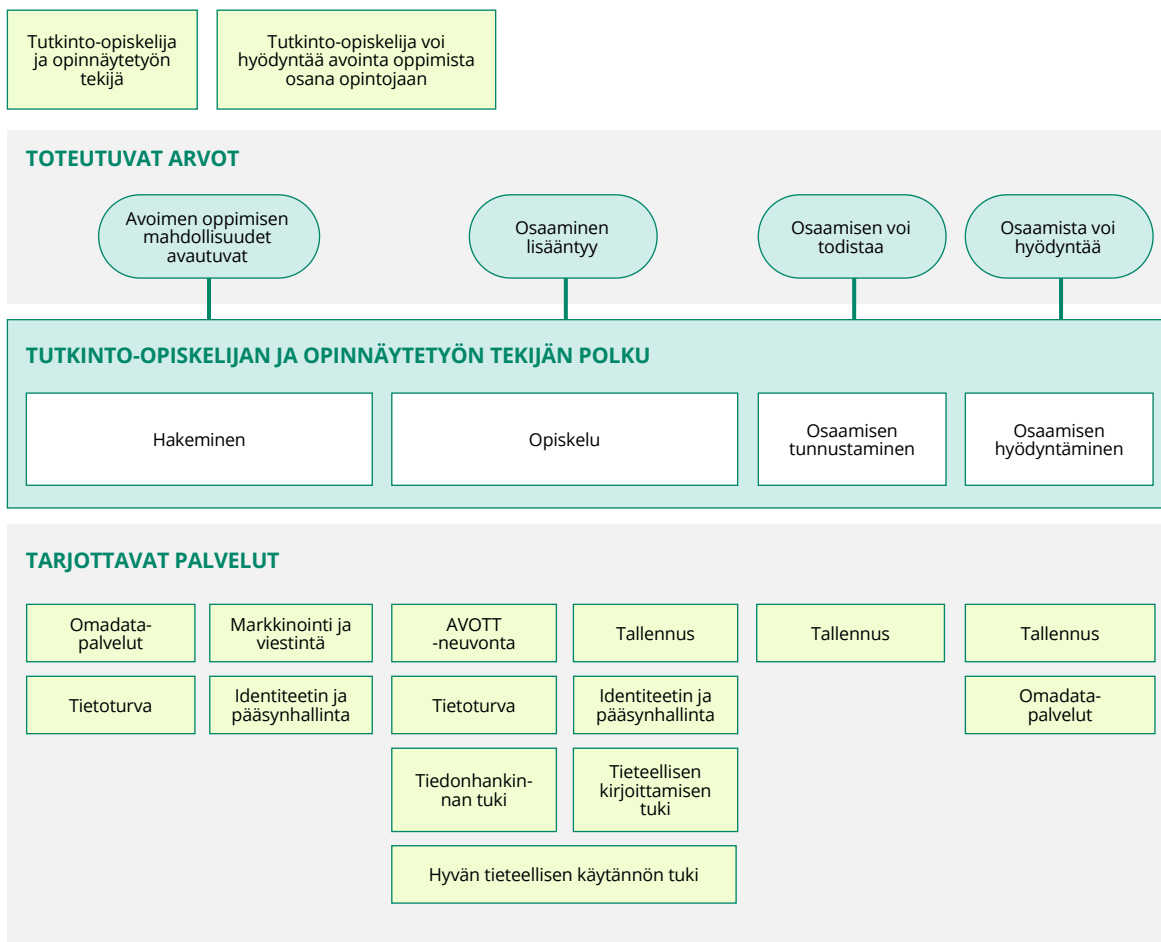 Tutkinto-opiskelija
ja opinnäytetyön
tekijä
Tutkinto-opiskelija voi
hyödyntää avointa oppimista
osana opintojaan
TOTEUTUVAT ARVOT
Avoimen oppimisen
mahdollisuudet
avautuvat
Osaaminen
lisääntyy
Osaamisen voi
todistaa
Osaamista voi
hyödyntää
TUTKINTO-OPISKELIJAN JA OPINNÄYTETYÖN TEKIJÄN POLKU
Hakeminen
Opiskelu
Osaamisen
tunnustaminen
Osaamisen
hyödyntäminen
TARJOTTAVAT PALVELUT
Omadata-
palvelut
Markkinointi ja
viestintä
AVOTT
-neuvonta
Tallennus
Tallennus
Tallennus
Tietoturva
Identiteetin ja
pääsynhallinta
Tietoturva
Identiteetin ja
pääsynhallinta
Omadata-
palvelut
Tiedonhankin-
nan tuki
Tieteellisen
kirjoittamisen
tuki
Hyvän tieteellisen käytännön tuki